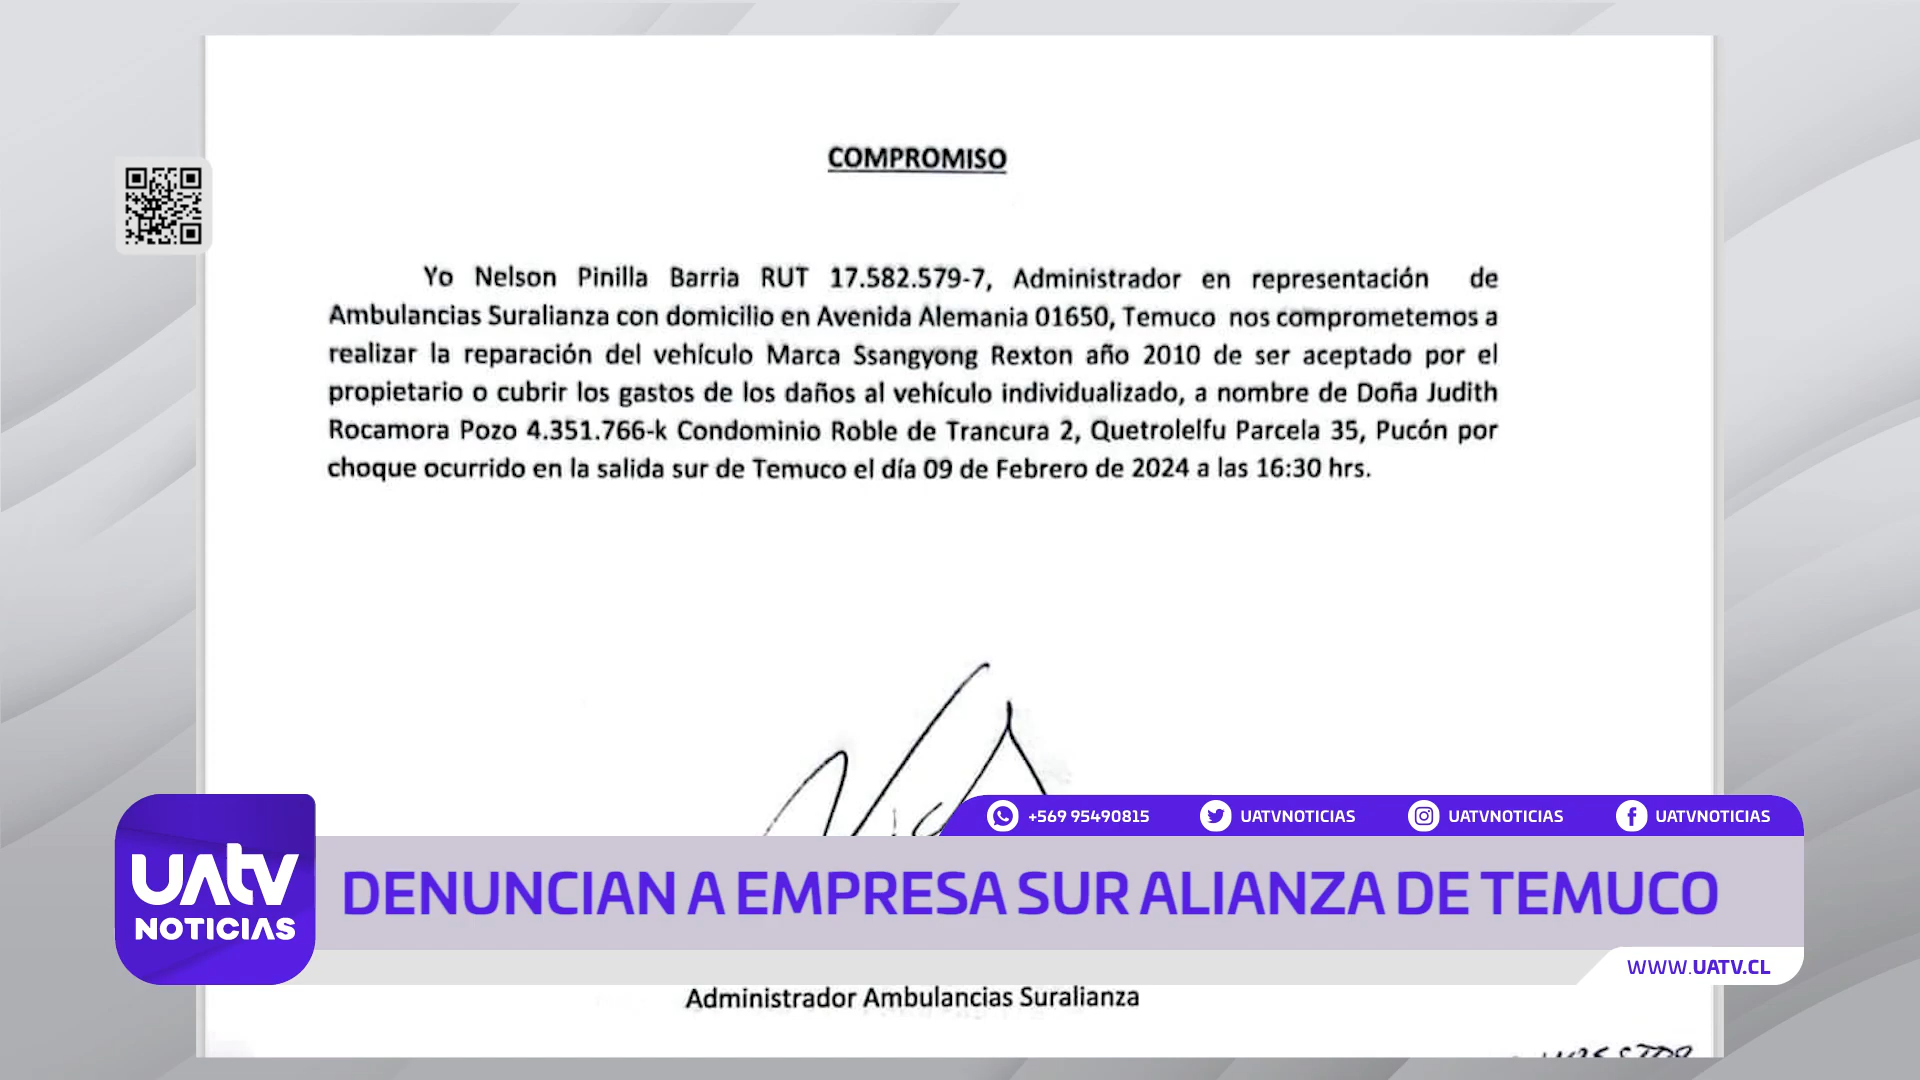 COMPROMISO
Yo Nelson Pinilla Barria RUT 17.582.579-7, Administrador en representación de
Ambulancias Suralianza con domicilio en Avenida Alemania 01650, Temuco nos comprometemos a
realizar la reparación del vehículo Marca Ssangyong Rexton año 2010 de ser aceptado por el
propietario o cubrir los gastos de los daños al vehículo individualizado, a nombre de Doña Judith
Rocamora Pozo 4.351.766-k Condominio Roble de Trancura 2, Quetrolelfu Parcela 35, Pucón por
choque ocurrido en la salida sur de Temuco el día 09 de Febrero de 2024 a las 16:30 hrs.
+569 95490815 UATVNOTICIAS UATVNOTICIAS UATVNOTICIAS
UATV
NOTICIAS
DENUNCIAN A EMPRESA SUR ALIANZA DE TEMUCO
WWW.UATV.CL
Administrador Ambulancias Suralianza